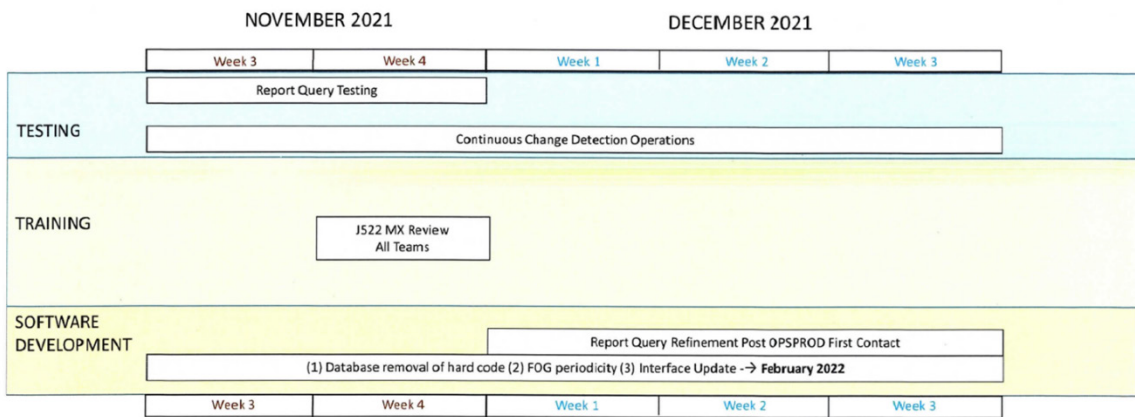 NOVEMBER 2021 DECEMBER 2021
Week 3 Week 4 Week 1 Week 2 Week 3
Report Query Testing
TESTING
Continuous Change Detection Operations
TRAINING
J522 MX Review
All Teams
SOFTWARE
DEVELOPMENT
Report Query Refinement Post OPSPROD First Contact
(1) Database removal of hard code (2) FOG periodicity (3) Interface Update --→ February 2022
Week 3 Week 4 Week 1 Week 2 Week 3